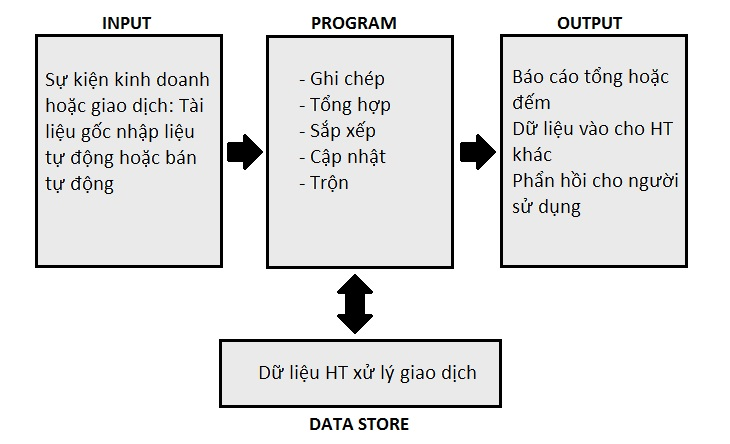 INPUT
Sự kiện kinh doanh
hoặc giao dịch: Tài
liệu gốc nhập liệu
tự động hoặc bán
tự động
PROGRAM
- Ghi chép
- Tổng hợp
- Sắp xếp
- Cập nhật
- Trộn
OUTPUT
Báo cáo tổng hoặc
đếm
Dữ liệu vào cho HT
khác
Phẩn hồi cho người
sử dụng
Dữ liệu HT xử lý giao dịch
DATA STORE